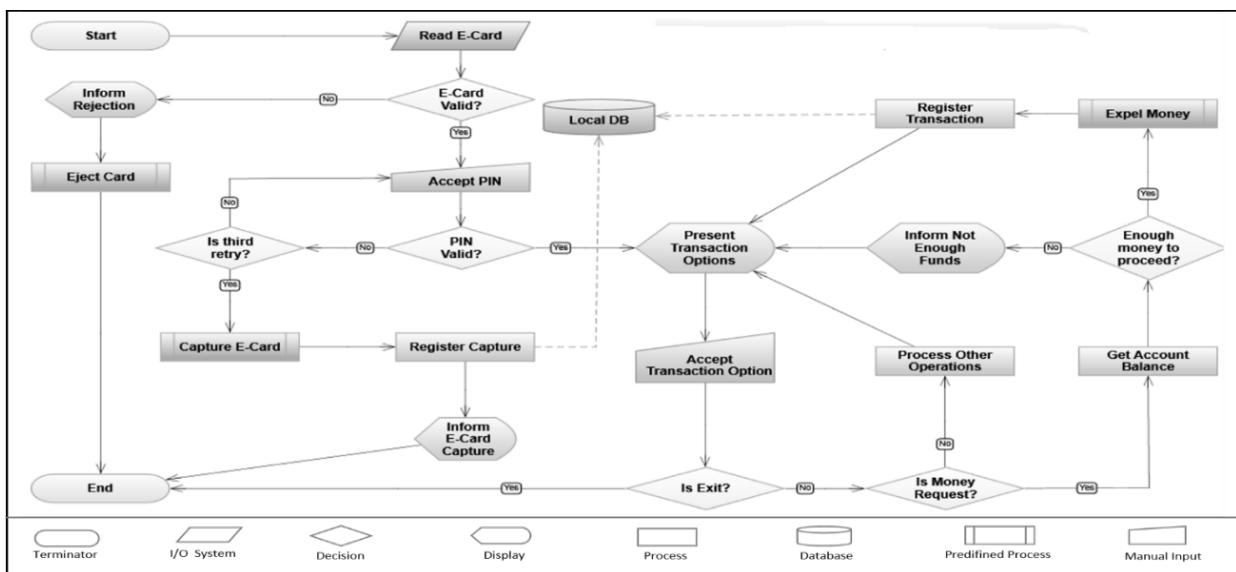 Start
Read E-Card
Inform
Rejection
No
E-Card
Valid?
Yes
Local DB
Register
Transaction
Expel Money
Eject Card
Accept PIN
Yes
No
Is third
retry?
No
PIN
Valid?
Yes
Present
Transaction
Options
Inform Not
Enough
Funds
No
Enough
money to
proceed?
Yes
Capture E-Card
Register Capture
Accept
Transaction Option
Process Other
Operations
Get Account
Balance
Inform
E-Card
Capture
No
End
Yes
Is Exit?
No
Is Money
Request?
Yes
Terminator
I/O System
Decision
Display
Process
Database
Predifined Process
Manual Input